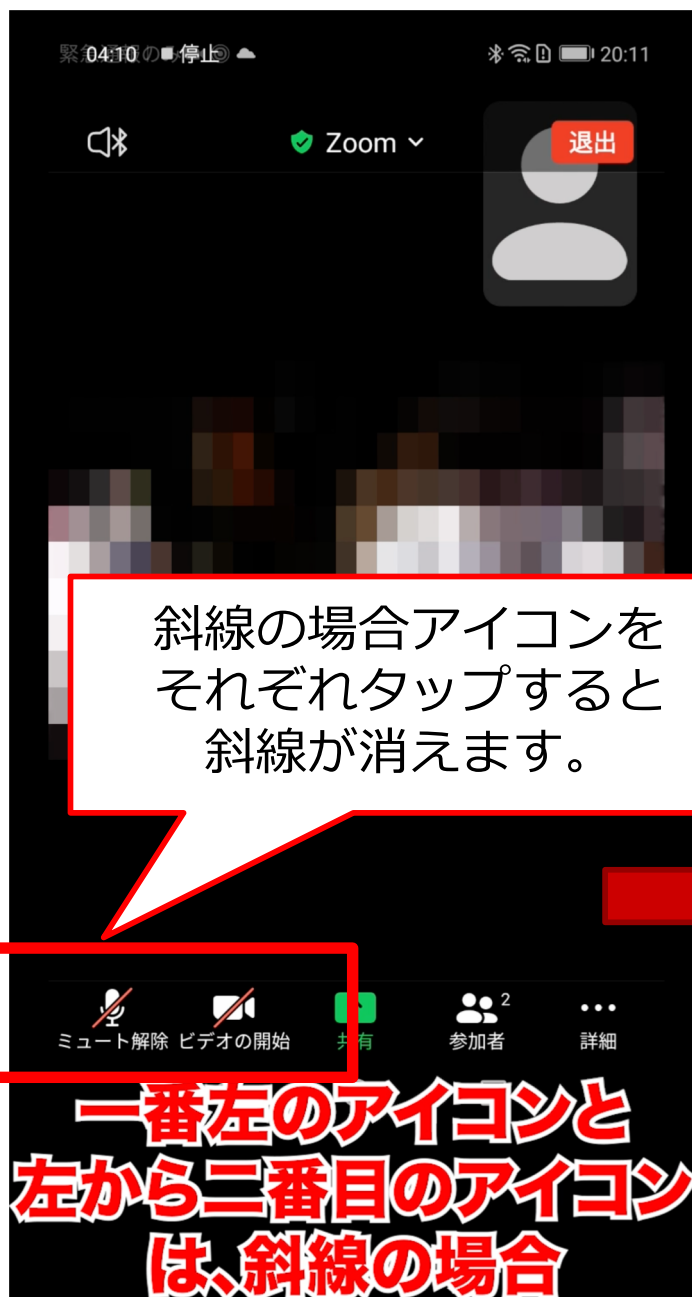 04:10 停止 20:11
Zoom 退出
斜線の場合アイコンを
それぞれタップすると
斜線が消えます。
2
ミュート解除 ビデオの開始 共有 参加者 詳細
一番左のアイコンと
左から二番目のアイコン
は、斜線の場合